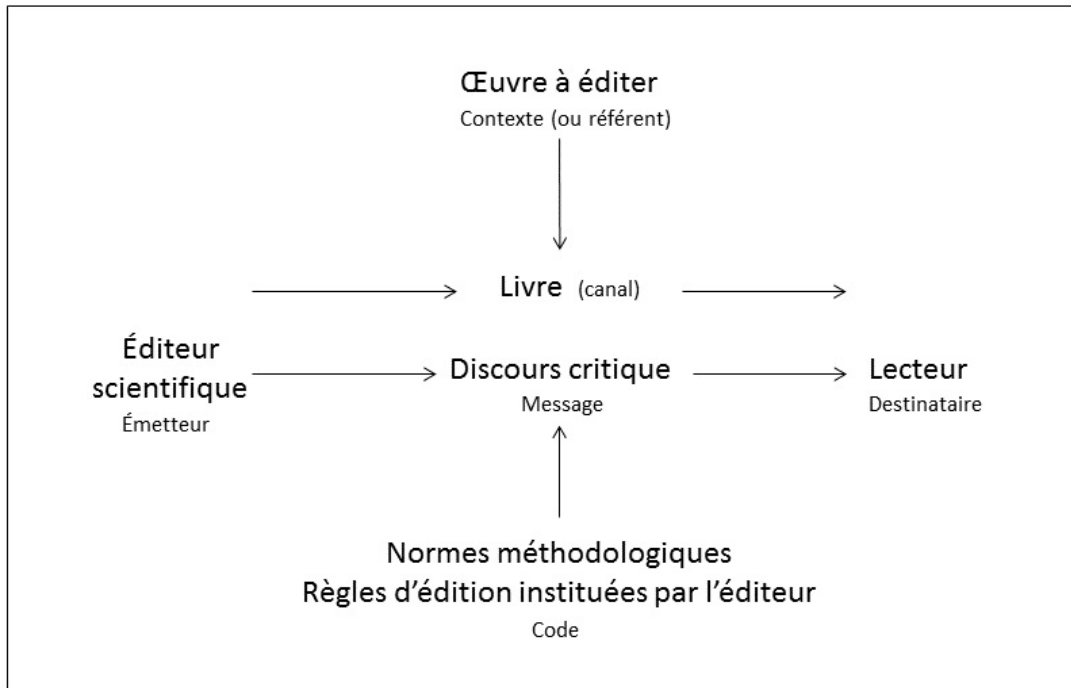 Œuvre à éditer
Contexte (ou référent)
Livre (canal)
Éditeur
scientifique
Émetteur
Discours critique
Message
Lecteur
Destinataire
Normes méthodologiques
Règles d’édition instituées par l’éditeur
Code